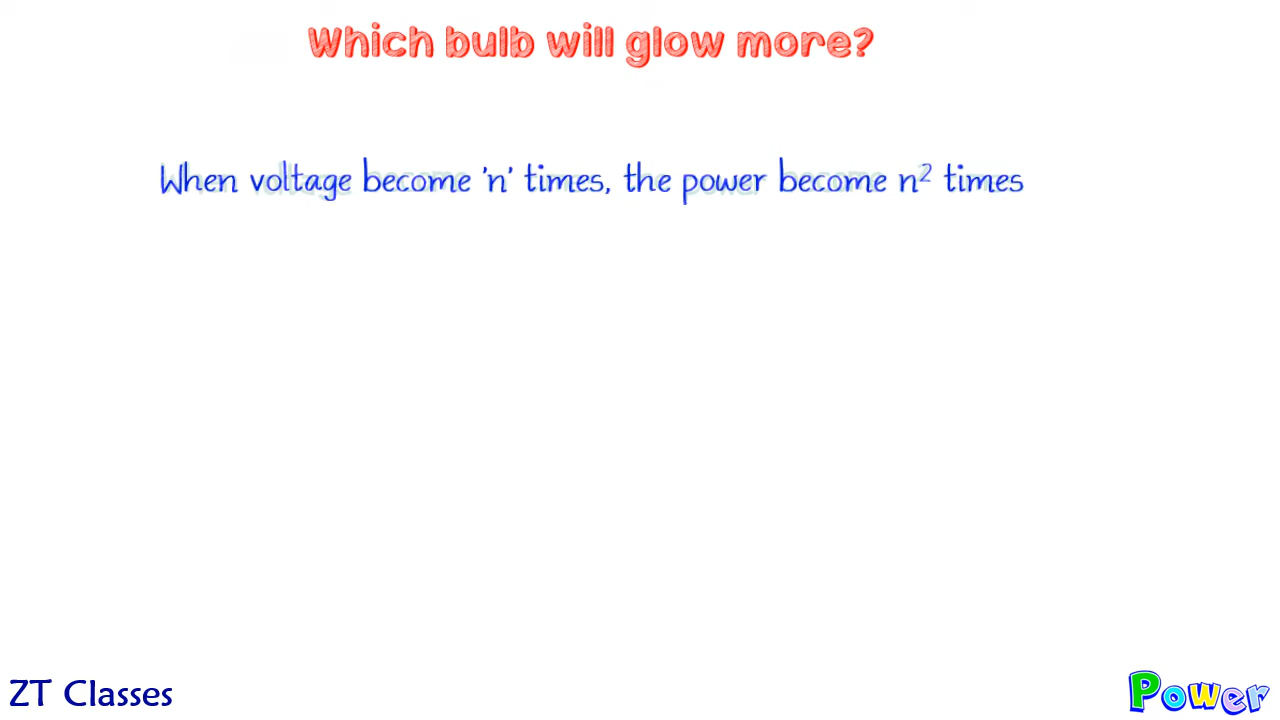 Which bulb will glow more?
When voltage become 'n' times, the power become n² times
ZT Classes
Power